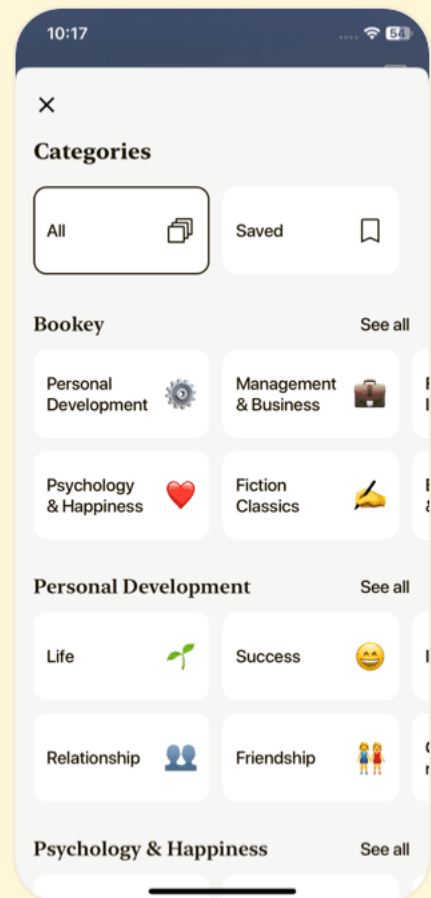 10:17
54
Categories
All
Saved
Bookey
See all
Personal
Development
Management
& Business
Psychology
& Happiness
Fiction
Classics
Personal Development
See all
Life
Success
Relationship
Friendship
Psychology & Happiness
See all